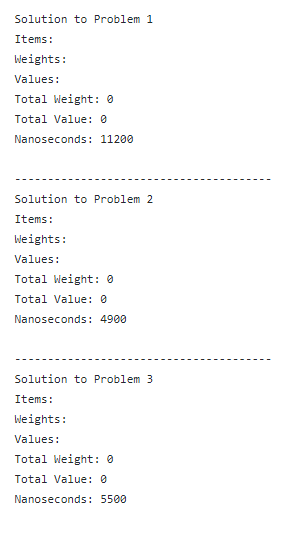 Solution to Problem 1
Items:
Weights:
Values:
Total Weight: 0
Total Value: 0
Nanoseconds: 11200
---------------------------------------
Solution to Problem 2
Items:
Weights:
Values:
Total Weight: 0
Total Value: 0
Nanoseconds: 4900
---------------------------------------
Solution to Problem 3
Items:
Weights:
Values:
Total Weight: 0
Total Value: 0
Nanoseconds: 5500